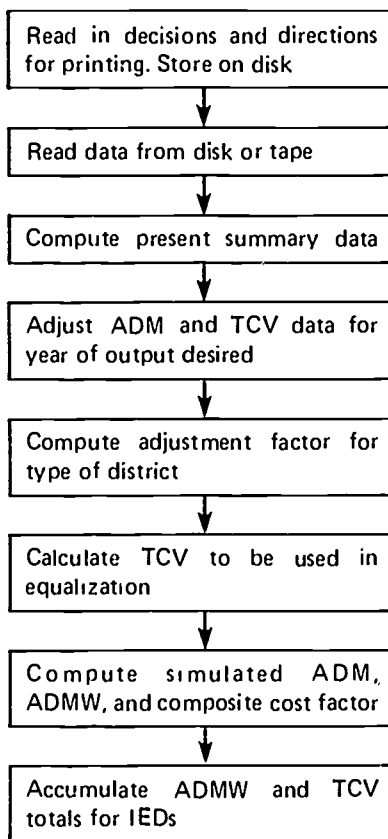 Read in decisions and directions
for printing. Store on disk
Read data from disk or tape
Compute present summary data
Adjust ADM and TCV data for
year of output desired
Compute adjustment factor for
type of district
Calculate TCV to be used in
equalization
Compute simulated ADM,
ADMW, and composite cost factor
Accumulate ADMW and TCV
totals for IEDs